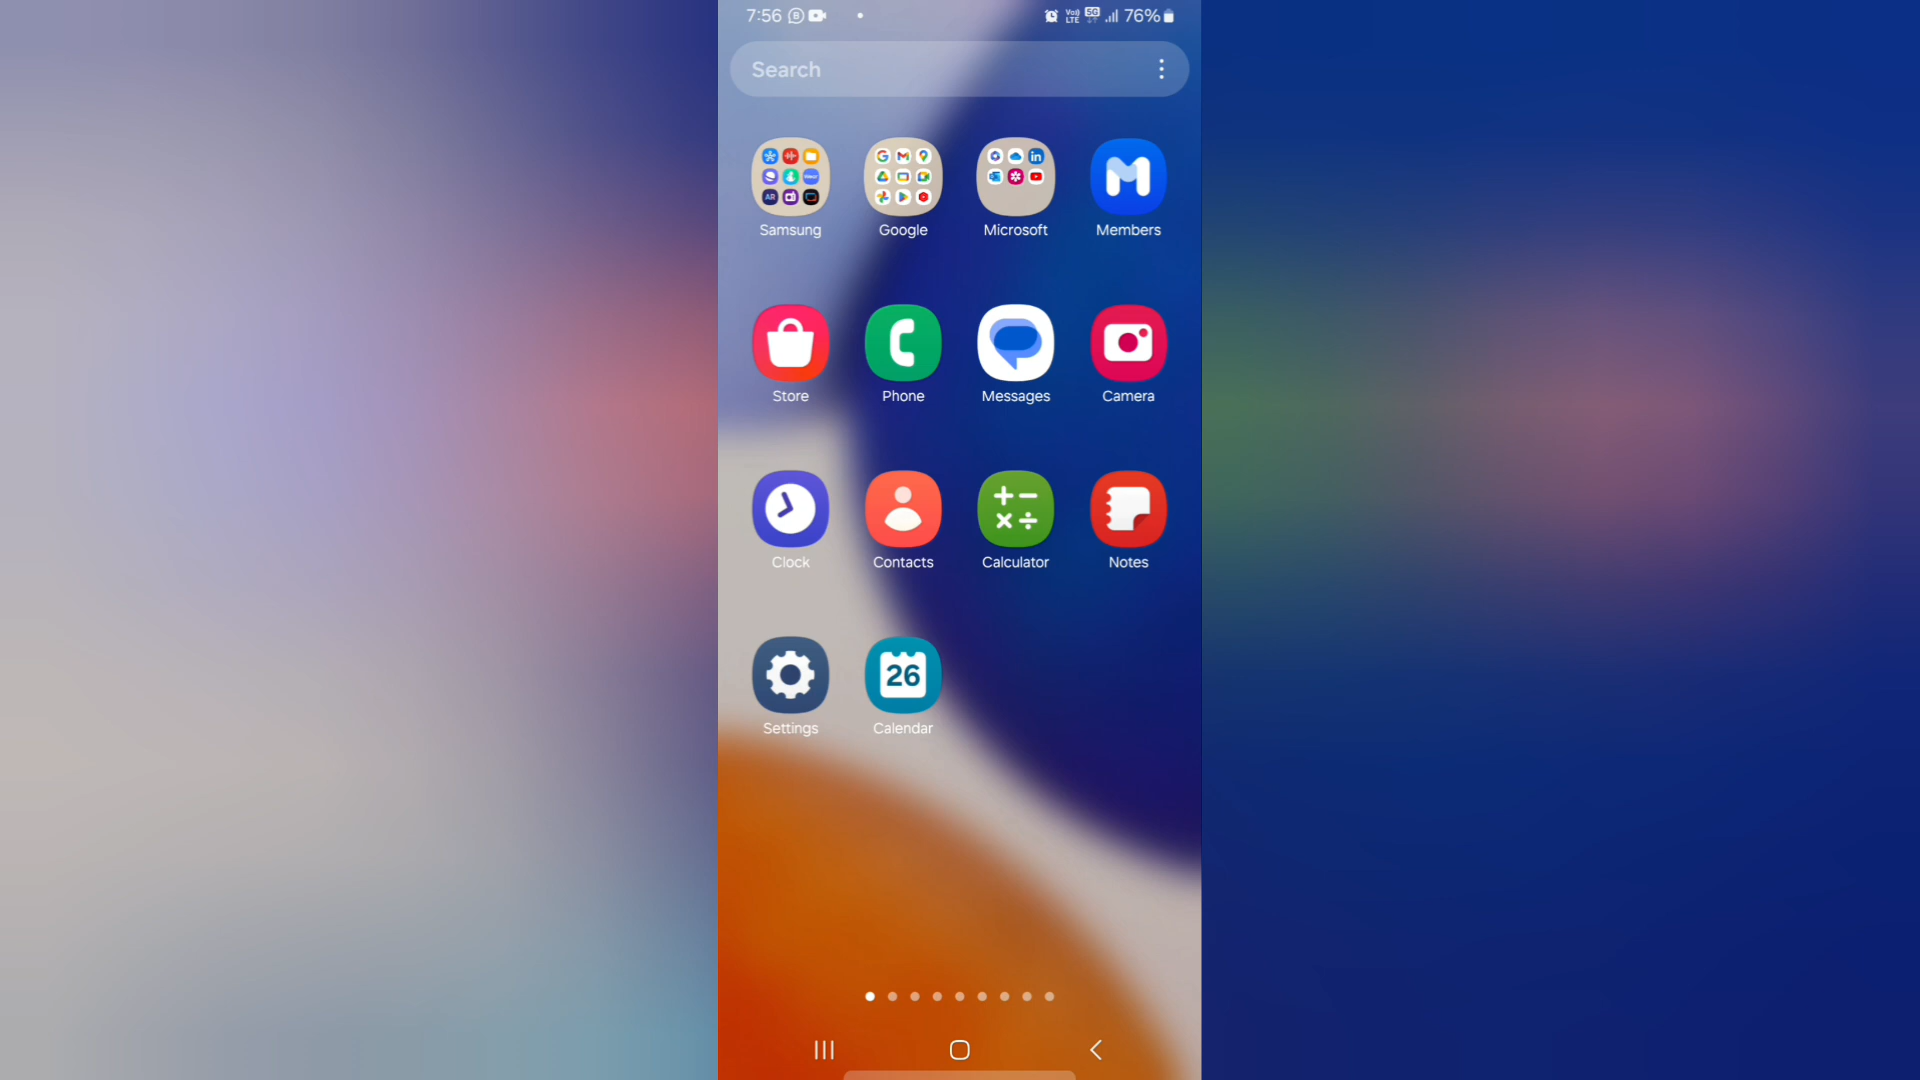 7:56 76%
Search
Samsung Google Microsoft Members
Store Phone Messages Camera
Clock Contacts Calculator Notes
26
Settings Calendar